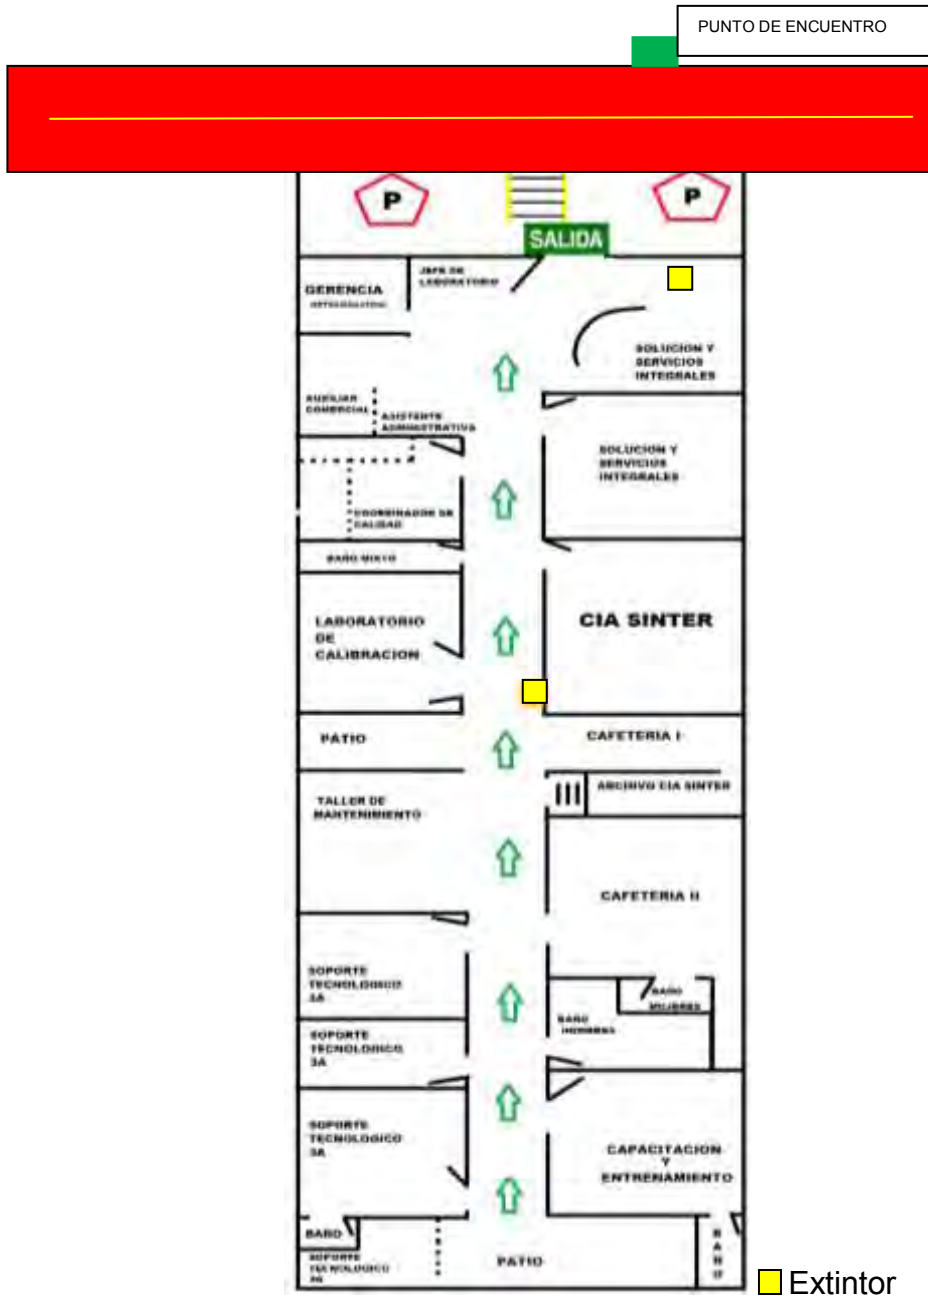 PUNTO DE ENCUENTRO
P
P
SALIDA
GERENCIA
JEFE DE
LABORATORIO
SOLUCION Y
SERVICIOS
INTEGRALES
AUXILIAR
COMERCIAL
ASISTENTE
ADMINISTRATIVA
SOLUCION Y
SERVICIOS
INTEGRALES
COORDINADOR DE
CALIDAD
BAÑO MIXTO
LABORATORIO
DE
CALIBRACION
CIA SINTER
PATIO
CAFETERIA I
TALLER DE
MANTENIMIENTO
ARCHIVO CIA SINTER
CAFETERIA II
SOPORTE
TECNOLOGICO
3A
BAÑO
MUJERES
BAÑO
HOMBRES
SOPORTE
TECNOLOGICO
3A
SOPORTE
TECNOLOGICO
3A
CAPACITACION
Y
ENTRENAMIENTO
BAÑO
SOPORTE
TECNOLOGICO
PATIO
B
A
Ñ
O
Extintor